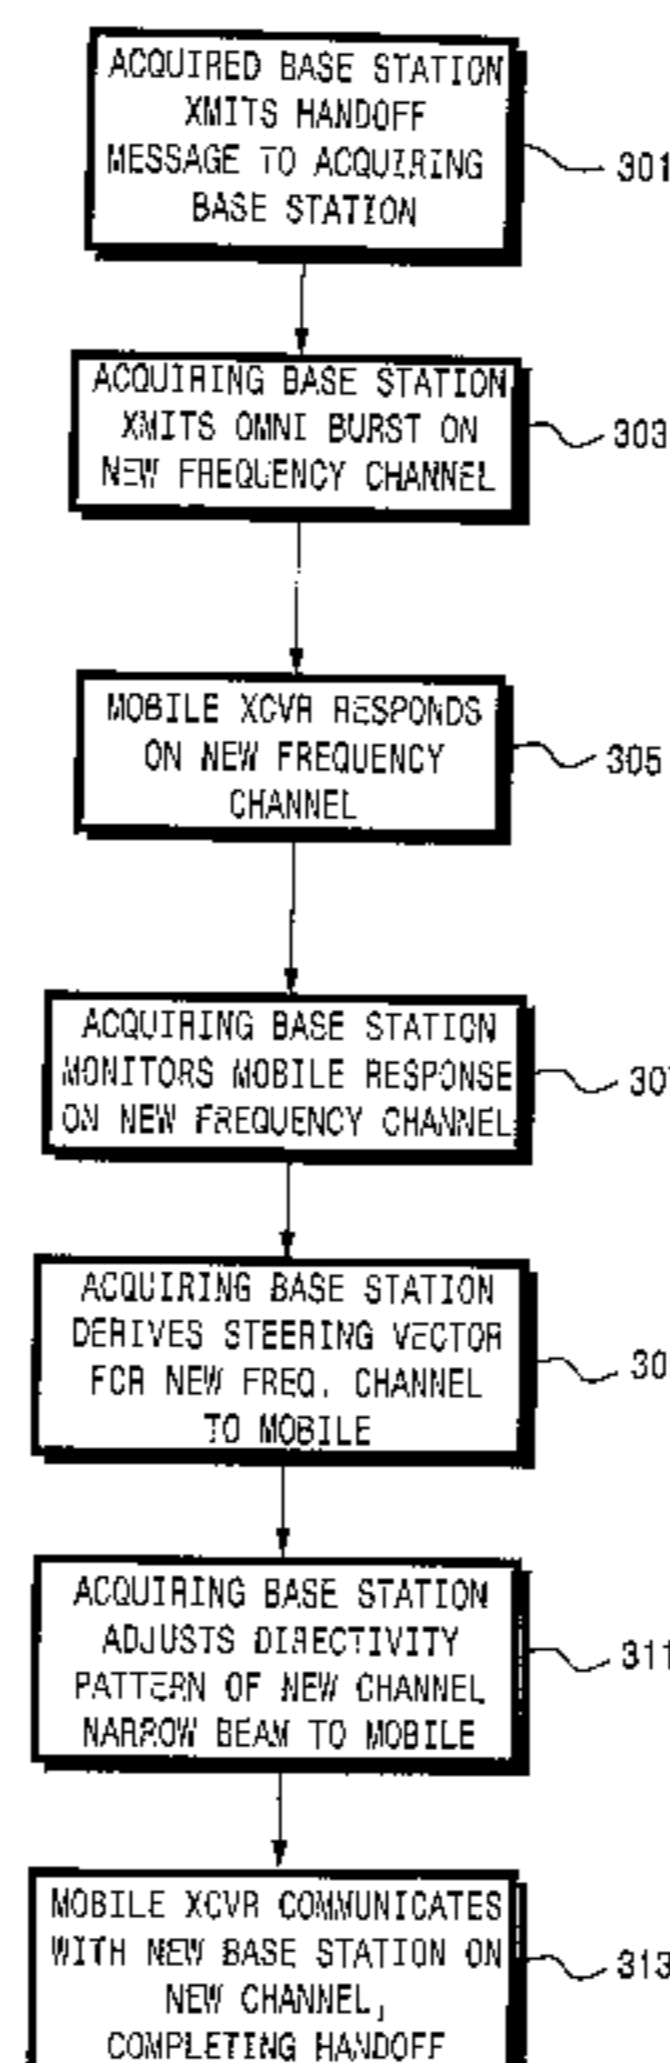 ACQUIRED BASE STATION
XMITS HANDOFF
MESSAGE TO ACQUIRING
BASE STATION
301
ACQUIRING BASE STATION
XMITS OMNI BURST ON
NEW FREQUENCY CHANNEL
303
MOBILE XCVR RESPONDS
ON NEW FREQUENCY
CHANNEL
305
ACQUIRING BASE STATION
MONITORS MOBILE RESPONSE
ON NEW FREQUENCY CHANNEL
ACQUIRING BASE STATION
DERIVES STEERING VECTOR
FOR NEW FREQ. CHANNEL
TO MOBILE
ACQUIRING BASE STATION
ADJUSTS DIRECTIVITY
PATTERN OF NEW CHANNEL
NARROW BEAM TO MOBILE
311
MOBILE XCVR COMMUNICATES
WITH NEW BASE STATION ON
NEW CHANNEL,
COMPLETING HANDOFF
313